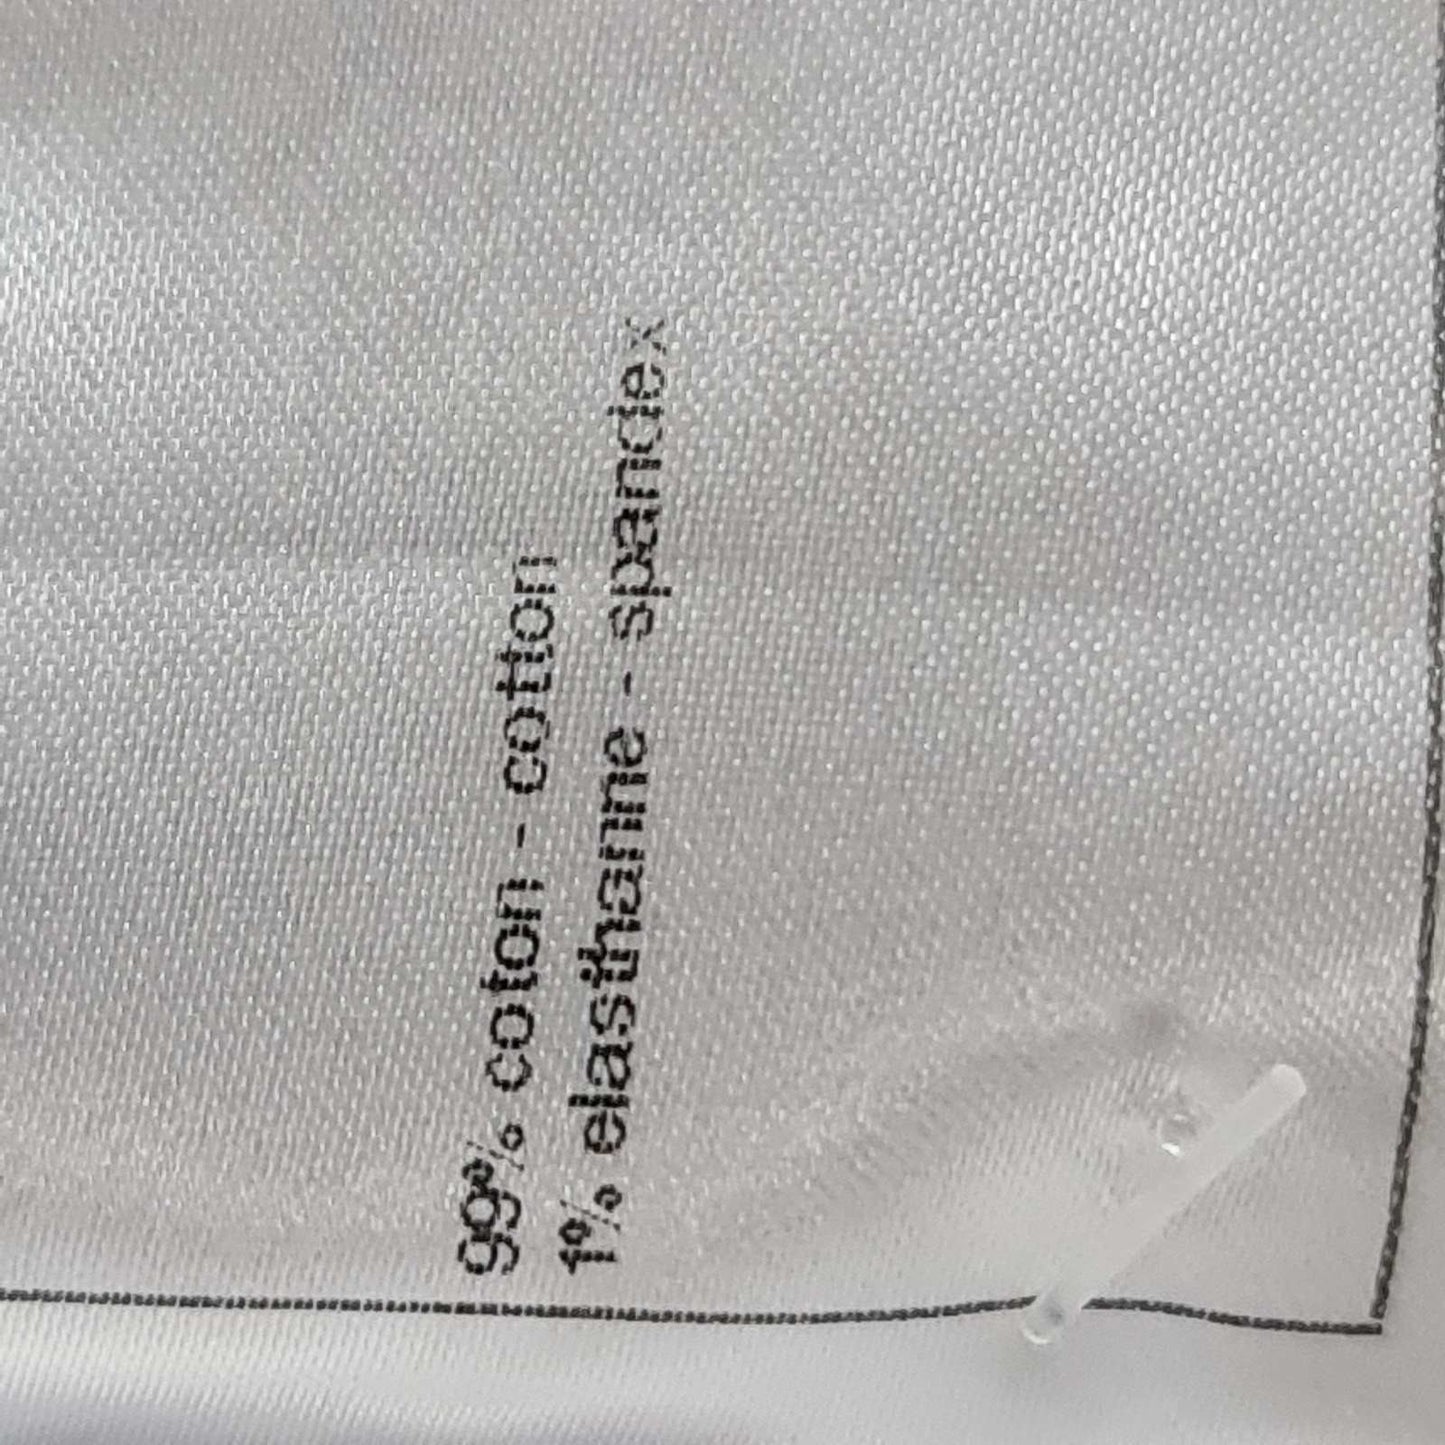 99% coton - cotton
1% elasthanne - spandex